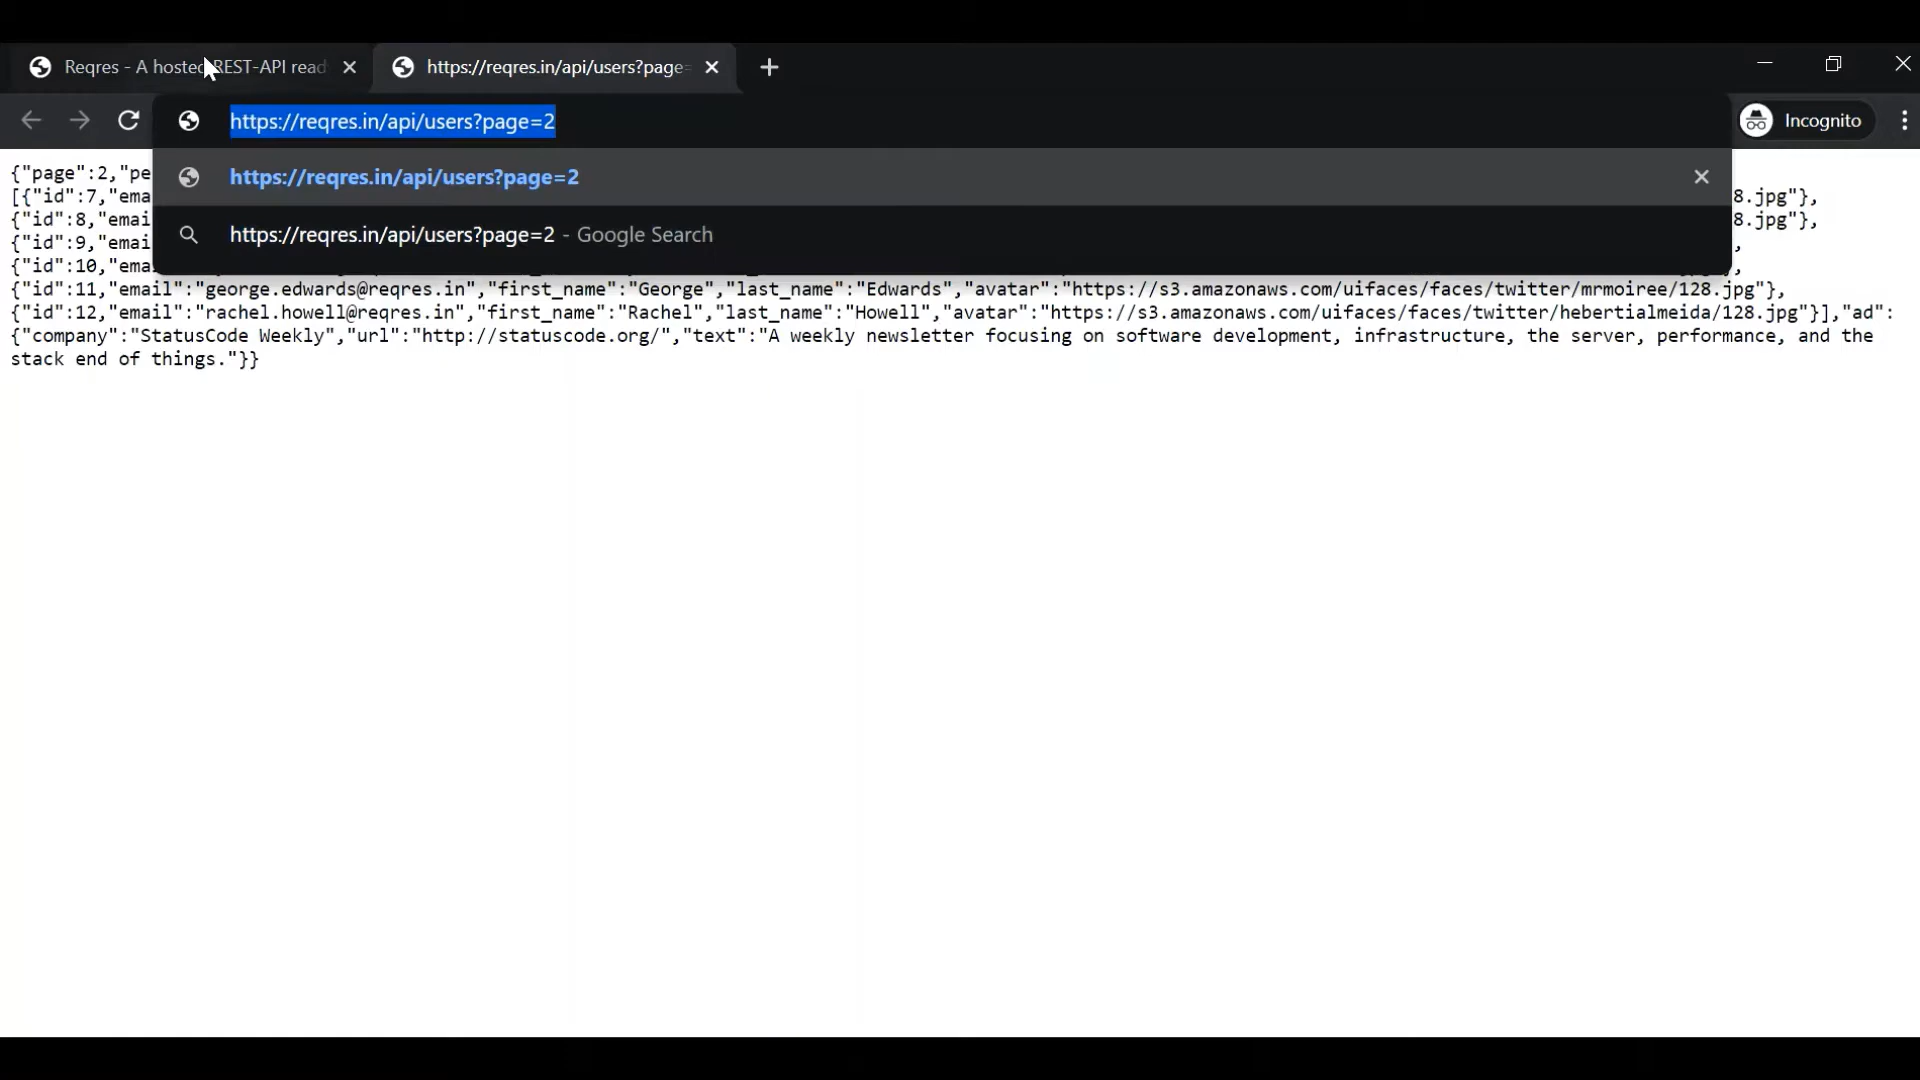 Reqres - A hosted REST-API read
https://reqres.in/api/users?page=
https://reqres.in/api/users?page=2
Incognito
https://reqres.in/api/users?page=2
https://reqres.in/api/users?page=2 - Google Search
{"page":2,"pe
[{"id":7,"ema 8.jpg"},
{"id":8,"emai 8.jpg"},
{"id":9,"emai ,
{"id":10,"ema
{"id":11,"email":"george.edwards@reqres.in","first_name":"George","last_name":"Edwards","avatar":"https://s3.amazonaws.com/uifaces/faces/twitter/mrmoiree/128.jpg"},
{"id":12,"email":"rachel.howell@reqres.in","first_name":"Rachel","last_name":"Howell","avatar":"https://s3.amazonaws.com/uifaces/faces/twitter/hebertialmeida/128.jpg"}],"ad":
{"company":"StatusCode Weekly","url":"http://statuscode.org/","text":"A weekly newsletter focusing on software development, infrastructure, the server, performance, and the
stack end of things."}}